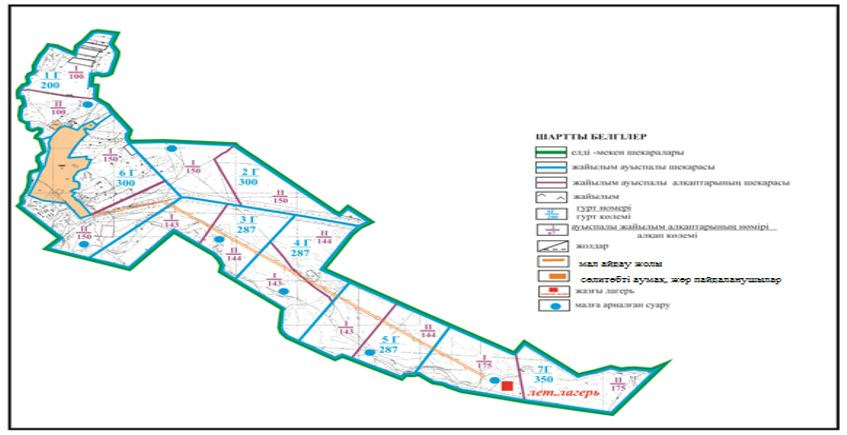 I
100
1 Г
200
II
100
I
150
6 Г
300
II
150
I
150
2 Г
300
II
150
I
143
3 Г
287
II
144
4 Г
287
II
144
I
143
I
143
5 Г
287
II
144
I
175
7Г
350
II
175
лет.лагерь
ШАРТТЫ БЕЛГІЛЕР
елді -мекен шекаралары
жайылым ауыспалы шекарасы
жайылым ауыспалы алқаптарының шекарасы
жайылым
гурт номері
гурт көлемі
ауыспалы жайылым алқаптарының нөмірі
алқап көлемі
жолдар
мал айдау жолы
селитебті аумақ, жер пайдаланушылар
жазғы лагерь
малға арналған суару